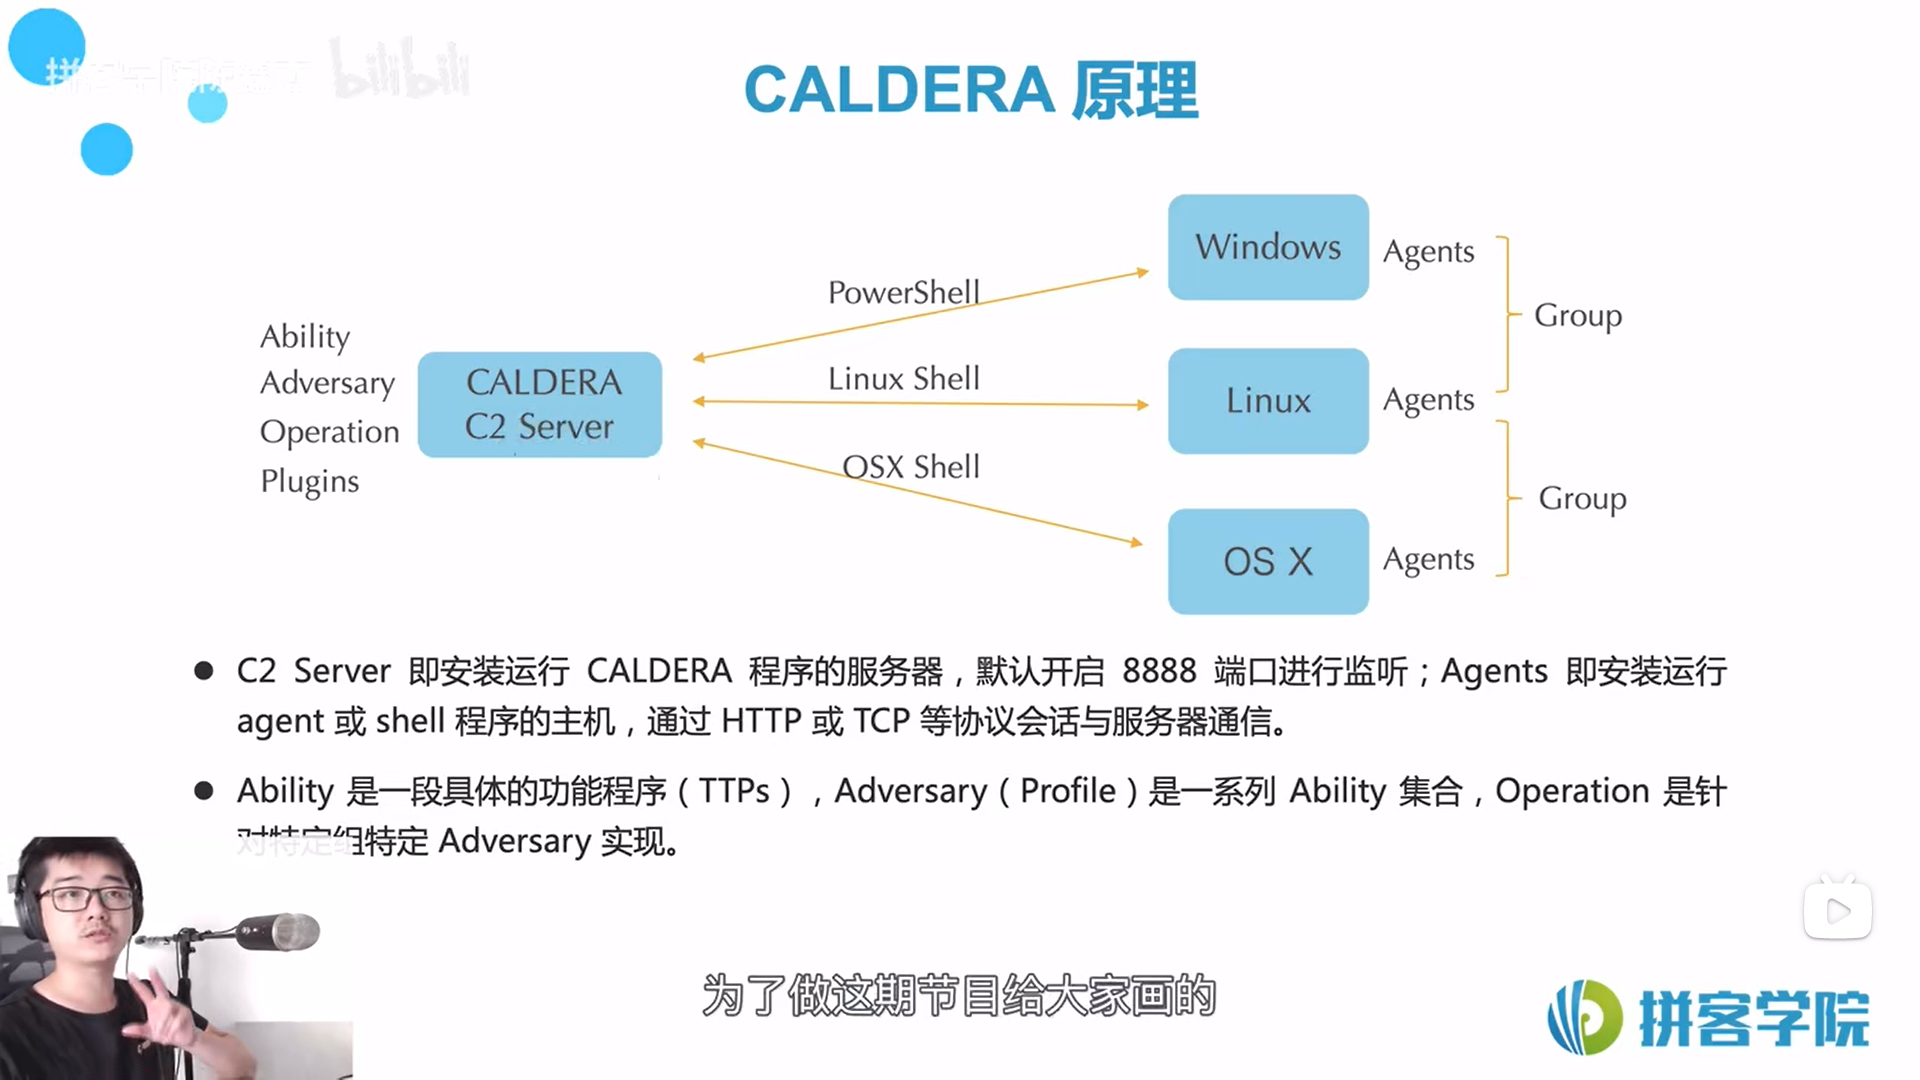 bilibili
CALDERA 原理
Windows
Agents
PowerShell
Group
Ability
Adversary
Operation
Plugins
CALDERA
C2 Server
Linux Shell
Linux
Agents
OSX Shell
Group
OS X
Agents
● C2 Server 即安装运行 CALDERA 程序的服务器，默认开启 8888 端口进行监听；Agents 即安装运行
agent 或 shell 程序的主机，通过 HTTP 或 TCP 等协议会话与服务器通信。
● Ability 是一段具体的功能程序（TTPs），Adversary（Profile）是一系列 Ability 集合，Operation 是针
对特定组特定 Adversary 实现。
为了做这期节目给大家画的
拼客学院